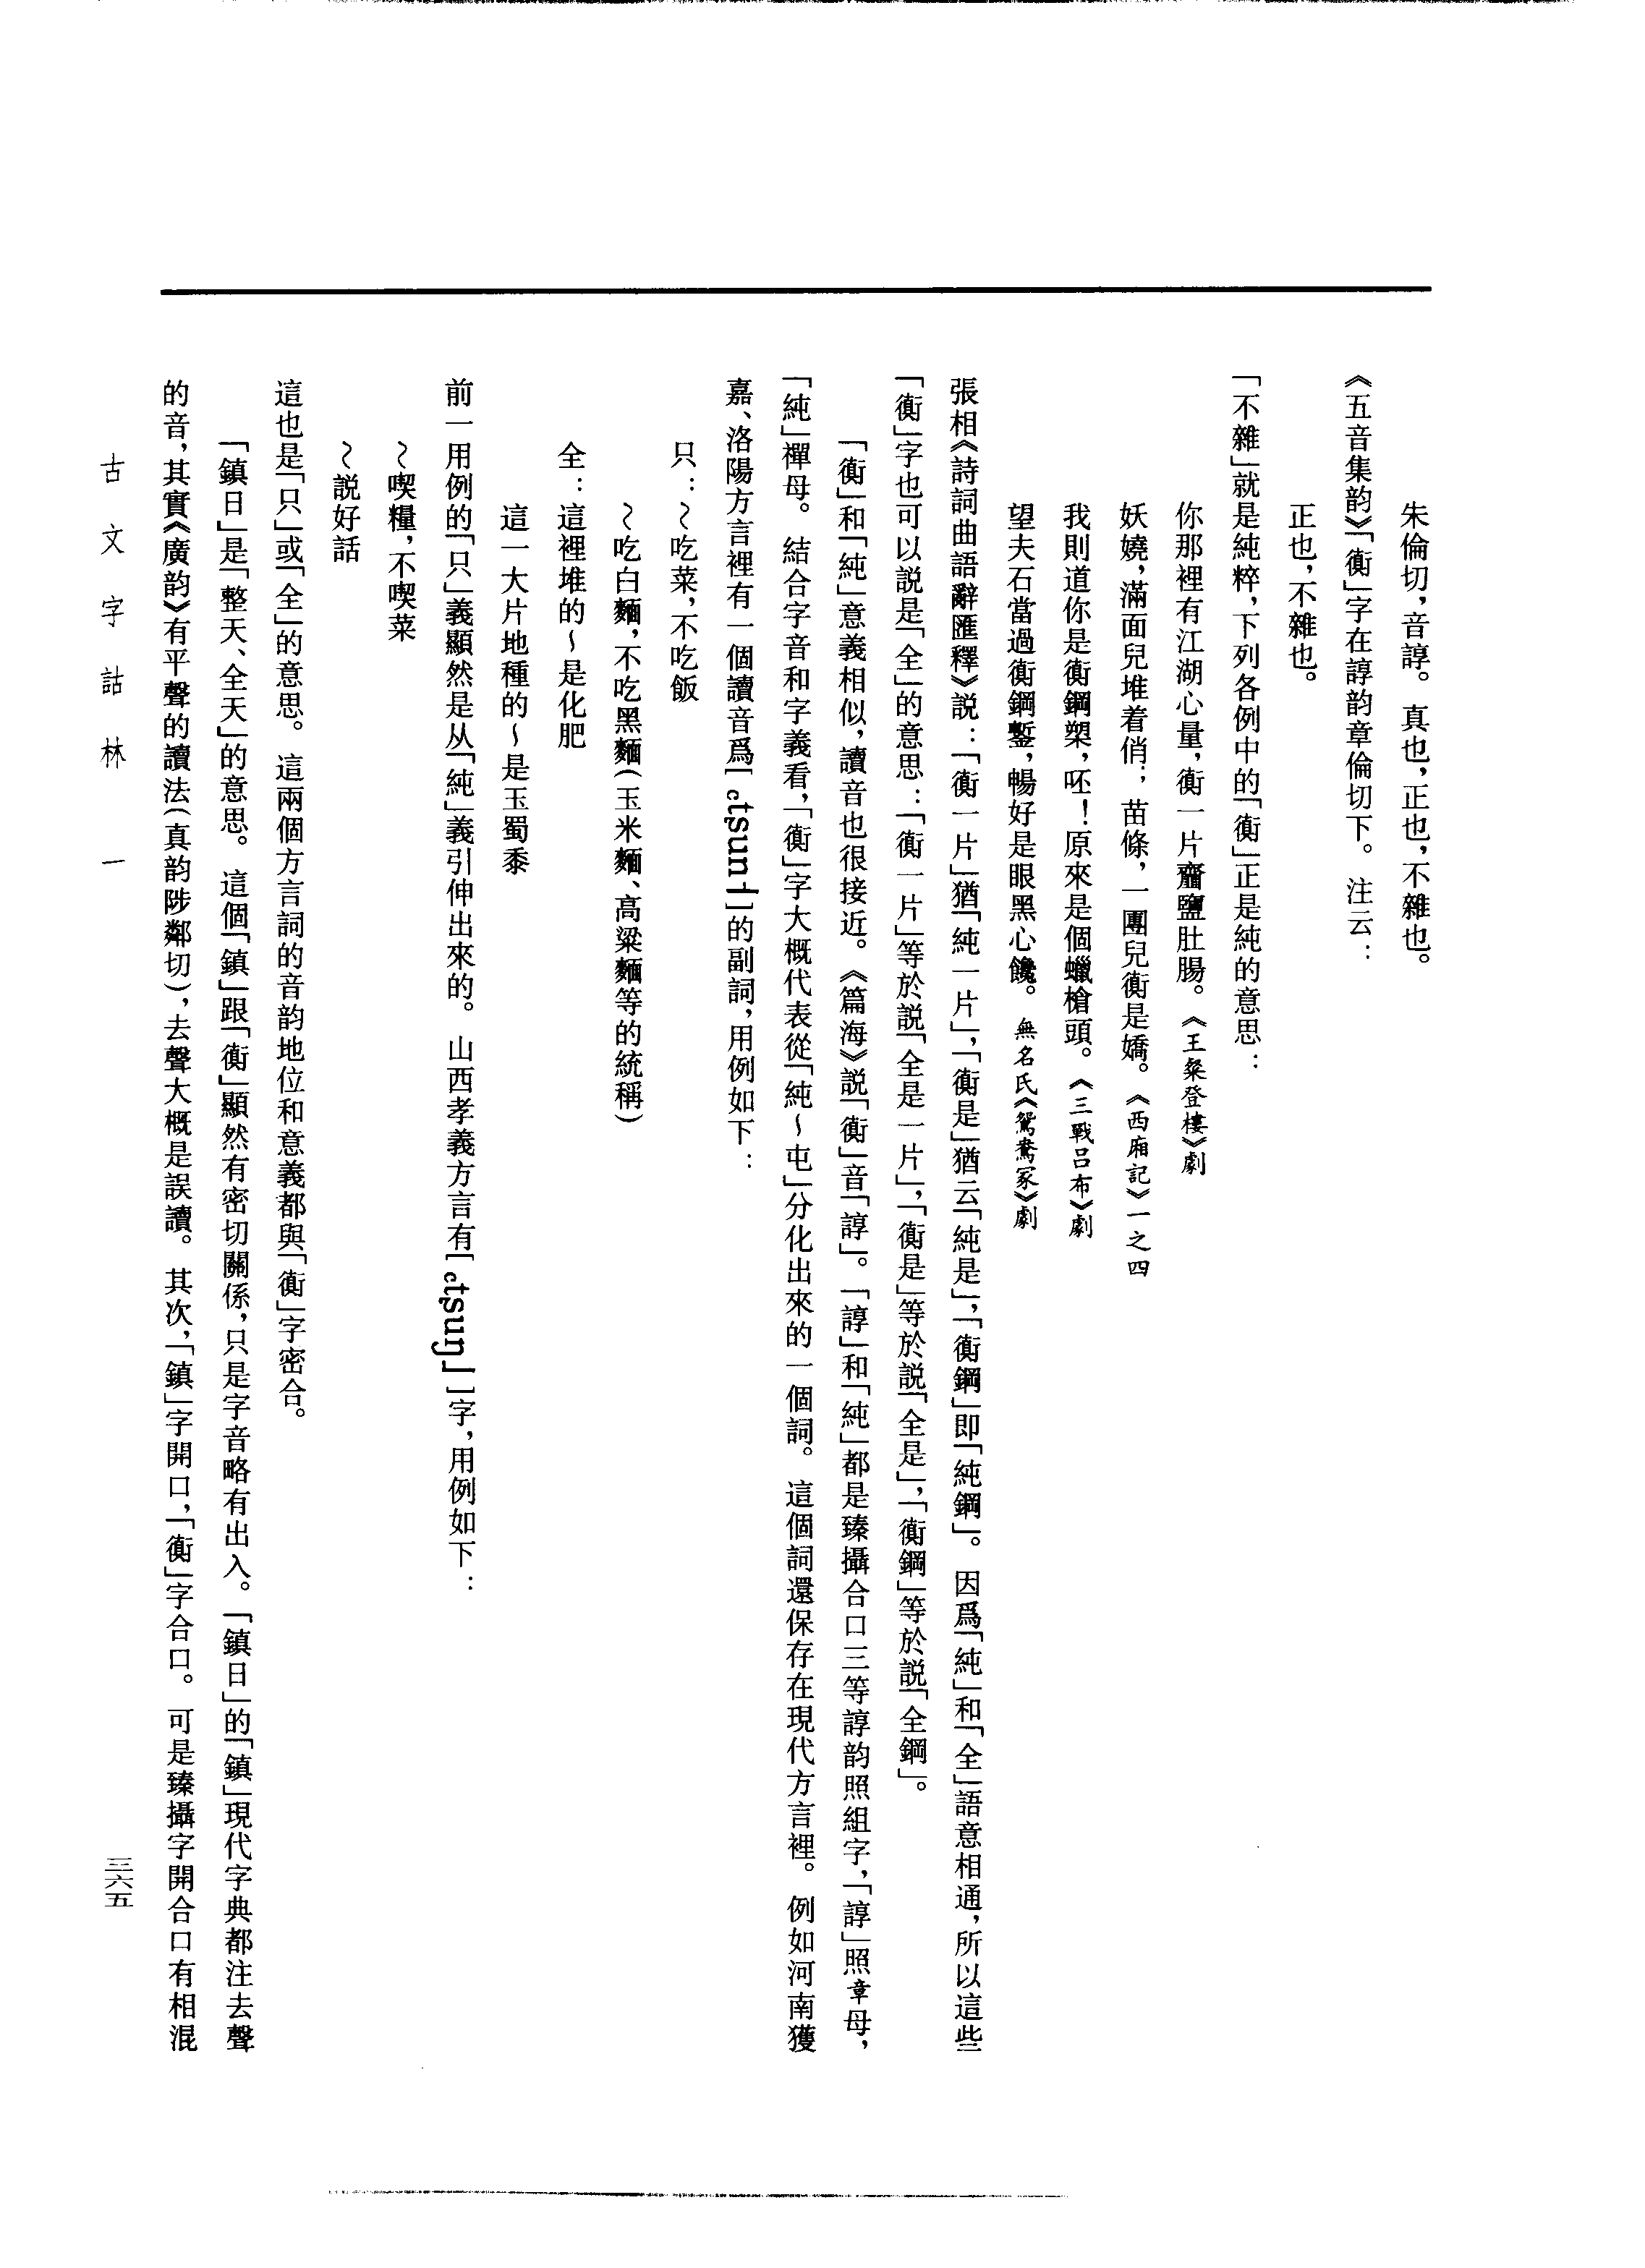 朱倫切，音諄。真也，正也，不雜也。
《五音集韵》「衠」字在諄韵章倫切下。注云：
正也，不雜也。
「不雜」就是純粹，下列各例中的「衠」正是純的意思：
你那裡有江湖心量，衠一片齏鹽肚腸。《王粲登樓》劇
妖嬈，滿面兒堆着俏；苗條，一團兒衠是嬌。《西廂記》一之四
我則道你是衠鋼槊，呸！原來是個蠟槍頭。《三戰吕布》劇
望夫石當過衠鋼鏨，暢好是眼黑心饞。無名氏《鴛鴦冢》劇
張相《詩詞曲語辭匯釋》説：「衠一片」猶「純一片」，「衠是」猶云「純是」，「衠鋼」即「純鋼」。因爲「純」和「全」語意相通，所以這些
「衠」字也可以説是「全」的意思：「衠一片」等於説「全是一片」，「衠是」等於説「全是」，「衠鋼」等於説「全鋼」。
「衠」和「純」意義相似，讀音也很接近。《篇海》説「衠」音「諄」。「諄」和「純」都是臻攝合口三等諄韵照組字，「諄」照章母，
「純」禪母。結合字音和字義看，「衠」字大概代表從「純～屯」分化出來的一個詞。這個詞還保存在現代方言裡。例如河南獲
嘉、洛陽方言裡有一個讀音爲［꜀tʂun˧］的副詞，用例如下：
只：～吃菜，不吃飯
～吃白麵，不吃黑麵（玉米麵、高粱麵等的統稱）
全：這裡堆的～是化肥
這一大片地種的～是玉蜀黍
前一用例的「只」義顯然是从「純」義引伸出來的。山西孝義方言有［꜀tʂuŋ˩］字，用例如下：
～喫糧，不喫菜
～説好話
這也是「只」或「全」的意思。這兩個方言詞的音韵地位和意義都與「衠」字密合。
「鎮日」是「整天、全天」的意思。這個「鎮」跟「衠」顯然有密切關係，只是字音略有出入。「鎮日」的「鎮」現代字典都注去聲
的音，其實《廣韵》有平聲的讀法（真韵陟鄰切），去聲大概是誤讀。其次，「鎮」字開口，「衠」字合口。可是臻攝字開合口有相混
古文字詁林 一
三六五